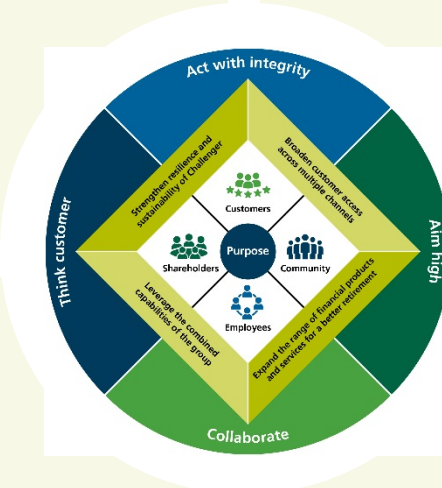 Act with integrity
Strengthen resilience and
sustainability of Challenger
Broaden customer access
across multiple channels
Think customer
Aim high
Customers
Shareholders
Purpose
Community
Employees
Leverage the combined
capabilities of the group
Expand the range of financial products
and services for a better retirement
Collaborate